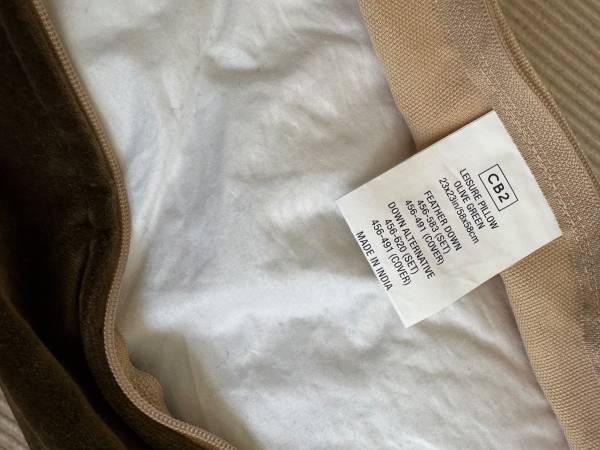 CB2
LEISURE PILLOW
OLIVE GREEN
23x23in/58x58cm
FEATHER DOWN
456-583 (SET)
456-491 (COVER)
DOWN ALTERNATIVE
456-620 (SET)
456-491 (COVER)
MADE IN INDIA